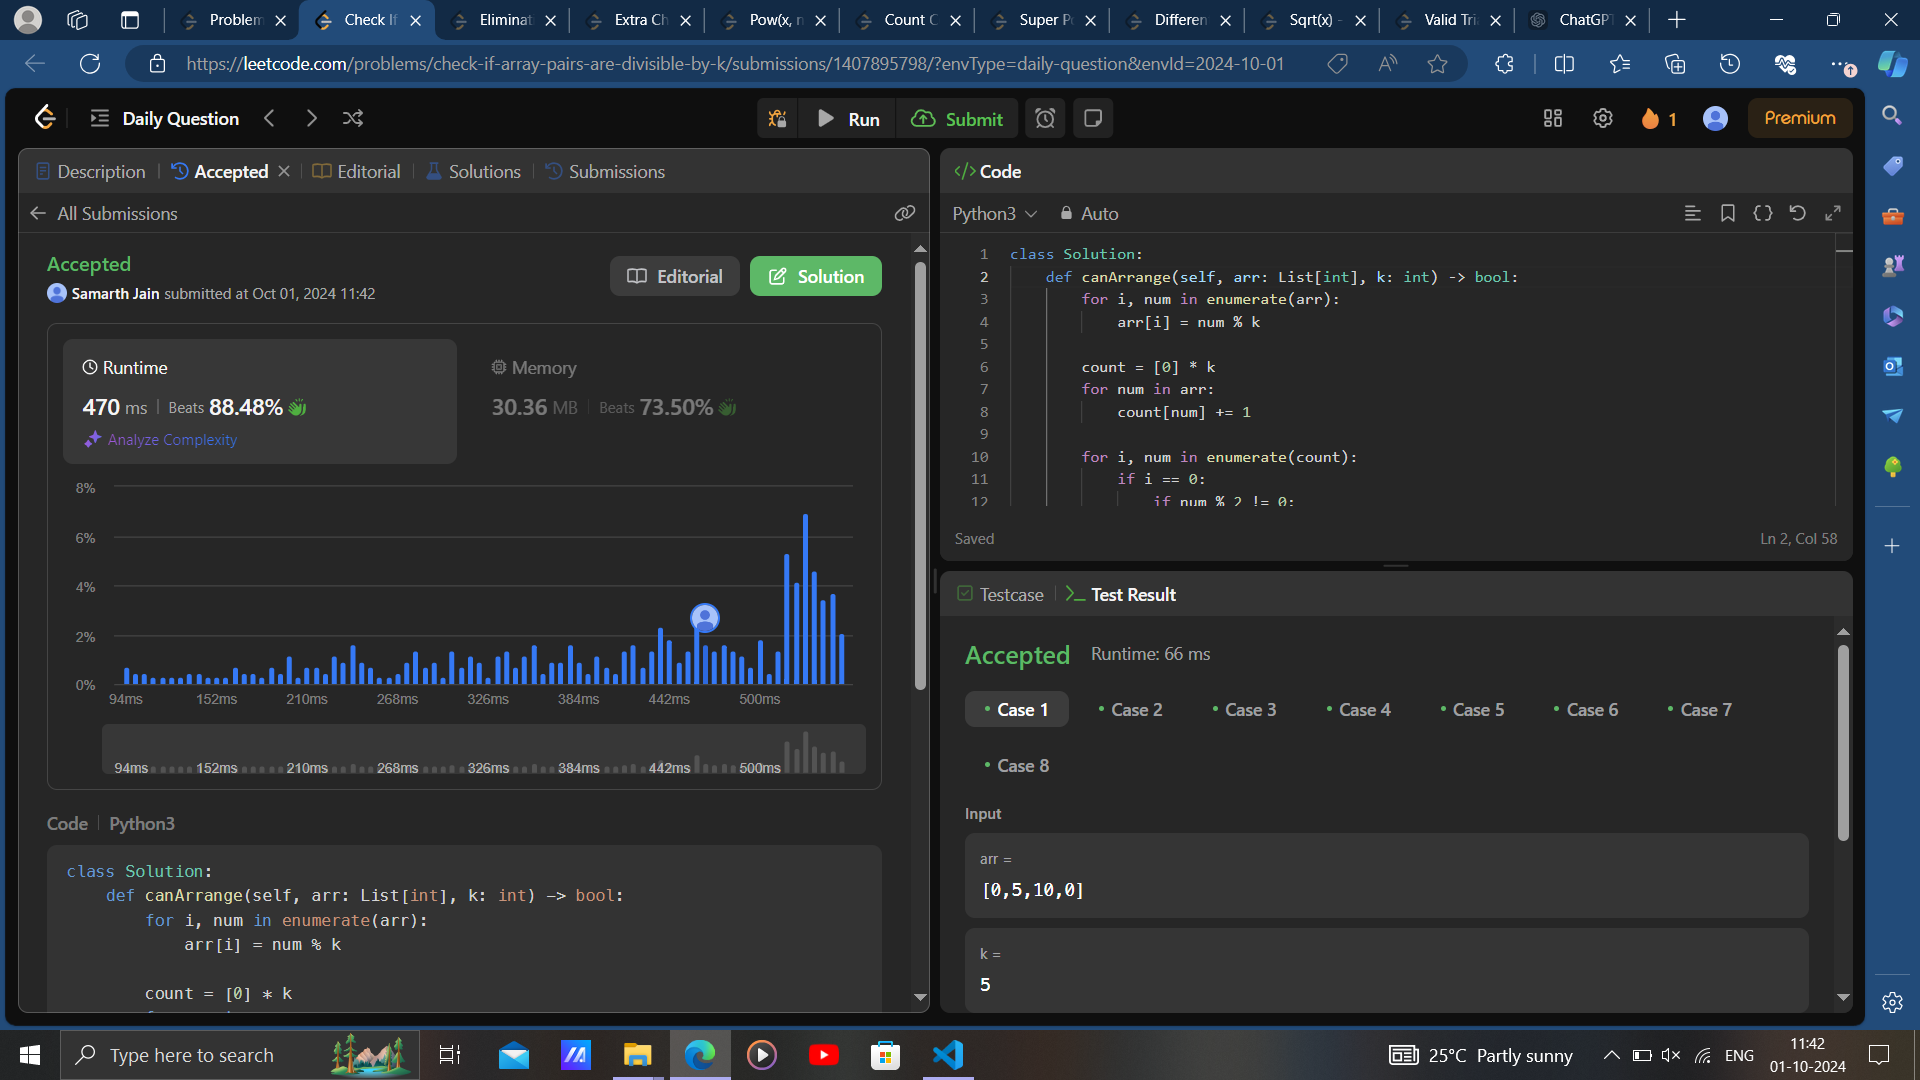 Problem
Check If
Eliminat
Extra Ch
Pow(x, n
Count C
Super Po
Differen
Sqrt(x) -
Valid Tri
ChatGPT
https://leetcode.com/problems/check-if-array-pairs-are-divisible-by-k/submissions/1407895798/?envType=daily-question&envId=2024-10-01
Daily Question
Run
Submit
1
Premium
Description
Accepted
Editorial
Solutions
Submissions
All Submissions
Accepted
Samarth Jain submitted at Oct 01, 2024 11:42
Editorial
Solution
Runtime
470 ms
Beats 88.48%
Analyze Complexity
Memory
30.36 MB
Beats 73.50%
8%
6%
4%
2%
0%
94ms 152ms 210ms 268ms 326ms 384ms 442ms 500ms
94ms 152ms 210ms 268ms 326ms 384ms 442ms 500ms
Code
Python3
class Solution:
def canArrange(self, arr: List[int], k: int) -> bool:
for i, num in enumerate(arr):
arr[i] = num % k
count = [0] * k
</> Code
Python3
Auto
1 class Solution:
2 def canArrange(self, arr: List[int], k: int) -> bool:
3 for i, num in enumerate(arr):
4 arr[i] = num % k
5
6 count = [0] * k
7 for num in arr:
8 count[num] += 1
9
10 for i, num in enumerate(count):
11 if i == 0:
12 if num % 2 != 0:
Saved
Ln 2, Col 58
Testcase
Test Result
Accepted
Runtime: 66 ms
Case 1
Case 2
Case 3
Case 4
Case 5
Case 6
Case 7
Case 8
Input
arr =
[0,5,10,0]
k =
5
Type here to search
25°C Partly sunny
ENG
11:42
01-10-2024